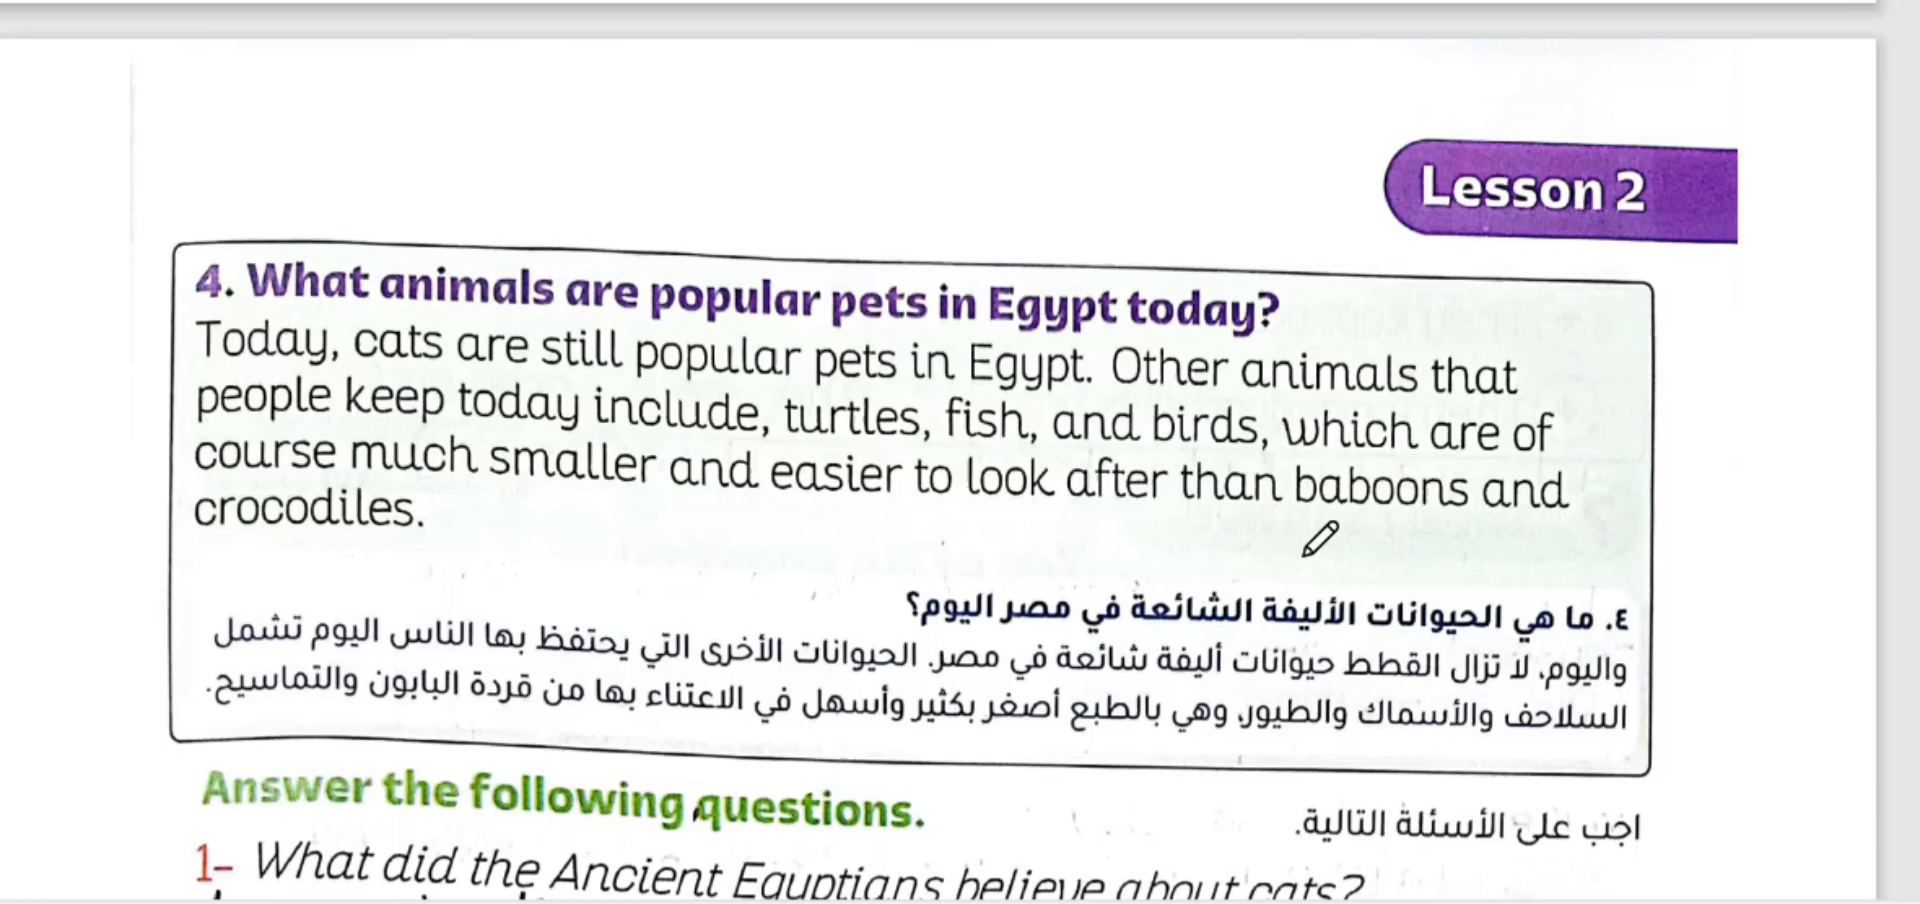 Lesson 2
4. What animals are popular pets in Egypt today?
Today, cats are still popular pets in Egypt. Other animals that
people keep today include, turtles, fish, and birds, which are of
course much smaller and easier to look after than baboons and
crocodiles.
٤. ما هي الحيوانات الأليفة الشائعة في مصر اليوم؟
واليوم، لا تزال القطط حيوانات أليفة شائعة في مصر. الحيوانات الأخرى التي يحتفظ بها الناس اليوم تشمل
السلاحف والأسماك والطيور، وهي بالطبع أصغر بكثير وأسهل في الاعتناء بها من قردة البابون والتماسيح.
Answer the following questions.
اجب على الأسئلة التالية.
1- What did the Ancient Egyptians believe about cats?